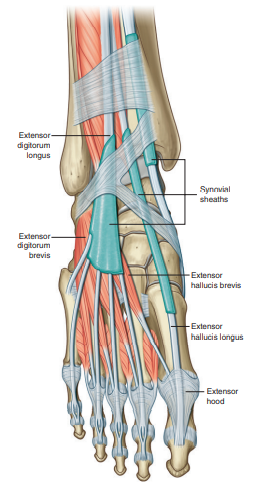 Extensor
digitorum
longus
Synovial
sheaths
Extensor
digitorum
brevis
Extensor
hallucis brevis
Extensor
hallucis longus
Extensor
hood